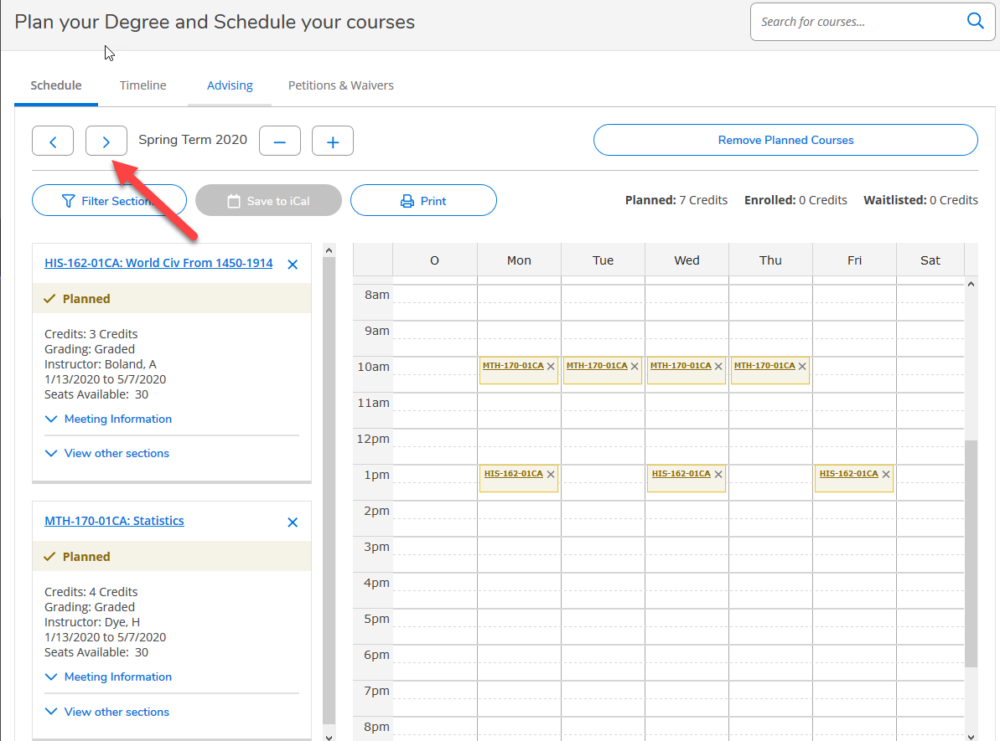 Plan your Degree and Schedule your courses
Search for courses...
Schedule
Timeline
Advising
Petitions & Waivers
Spring Term 2020
Remove Planned Courses
Filter Section
Save to iCal
Print
Planned: 7 Credits
Enrolled: 0 Credits
Waitlisted: 0 Credits
HIS-162-01CA: World Civ From 1450-1914
Planned
Credits: 3 Credits
Grading: Graded
Instructor: Boland, A
1/13/2020 to 5/7/2020
Seats Available: 30
Meeting Information
View other sections
MTH-170-01CA: Statistics
Planned
Credits: 4 Credits
Grading: Graded
Instructor: Dye, H
1/13/2020 to 5/7/2020
Seats Available: 30
Meeting Information
View other sections
O Mon Tue Wed Thu Fri Sat
8am
9am
10am
MTH-170-01CA MTH-170-01CA MTH-170-01CA MTH-170-01CA
11am
12pm
1pm
HIS-162-01CA HIS-162-01CA HIS-162-01CA
2pm
3pm
4pm
5pm
6pm
7pm
8pm